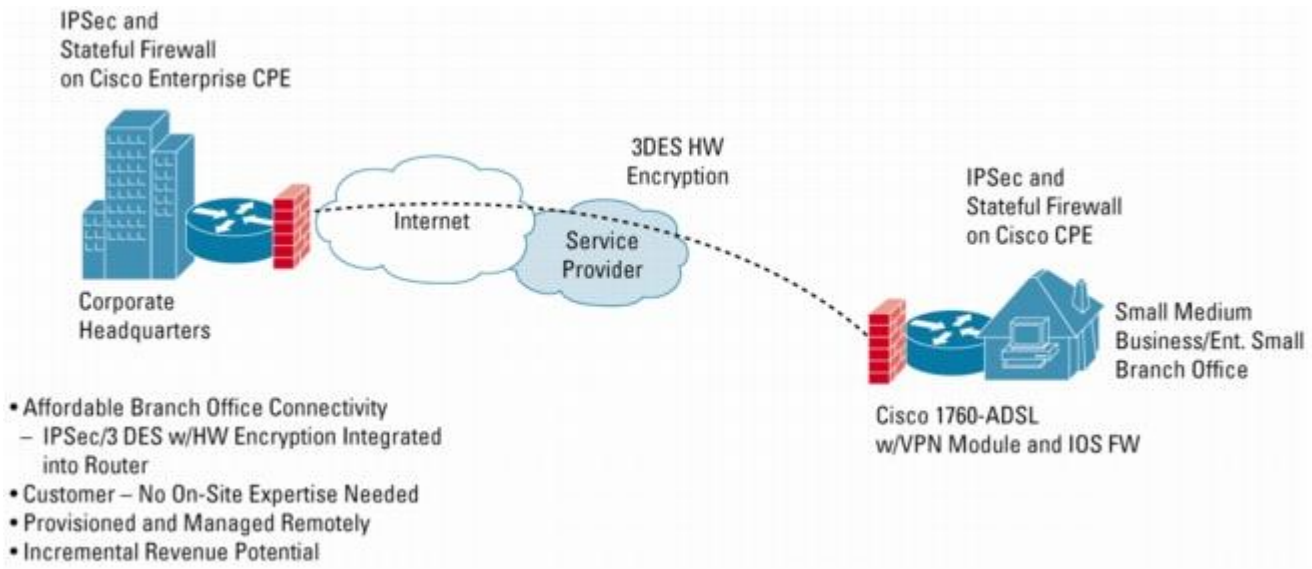 IPSec and
Stateful Firewall
on Cisco Enterprise CPE
3DES HW
Encryption
IPSec and
Stateful Firewall
on Cisco CPE
Internet
Service
Provider
Corporate
Headquarters
Small Medium
Business/Ent. Small
Branch Office
Cisco 1760-ADSL
w/VPN Module and IOS FW
• Affordable Branch Office Connectivity
– IPSec/3 DES w/HW Encryption Integrated
into Router
• Customer – No On-Site Expertise Needed
• Provisioned and Managed Remotely
• Incremental Revenue Potential